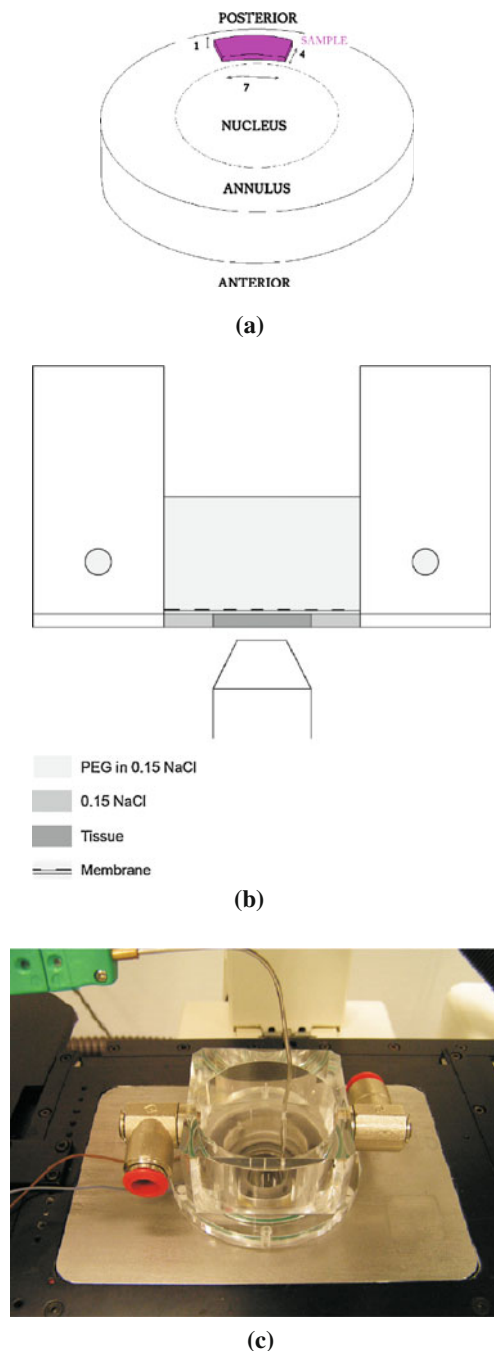 POSTERIOR
SAMPLE
1
4
7
NUCLEUS
ANNULUS
ANTERIOR
(a)
PEG in 0.15 NaCl
0.15 NaCl
Tissue
Membrane
(b)
(c)